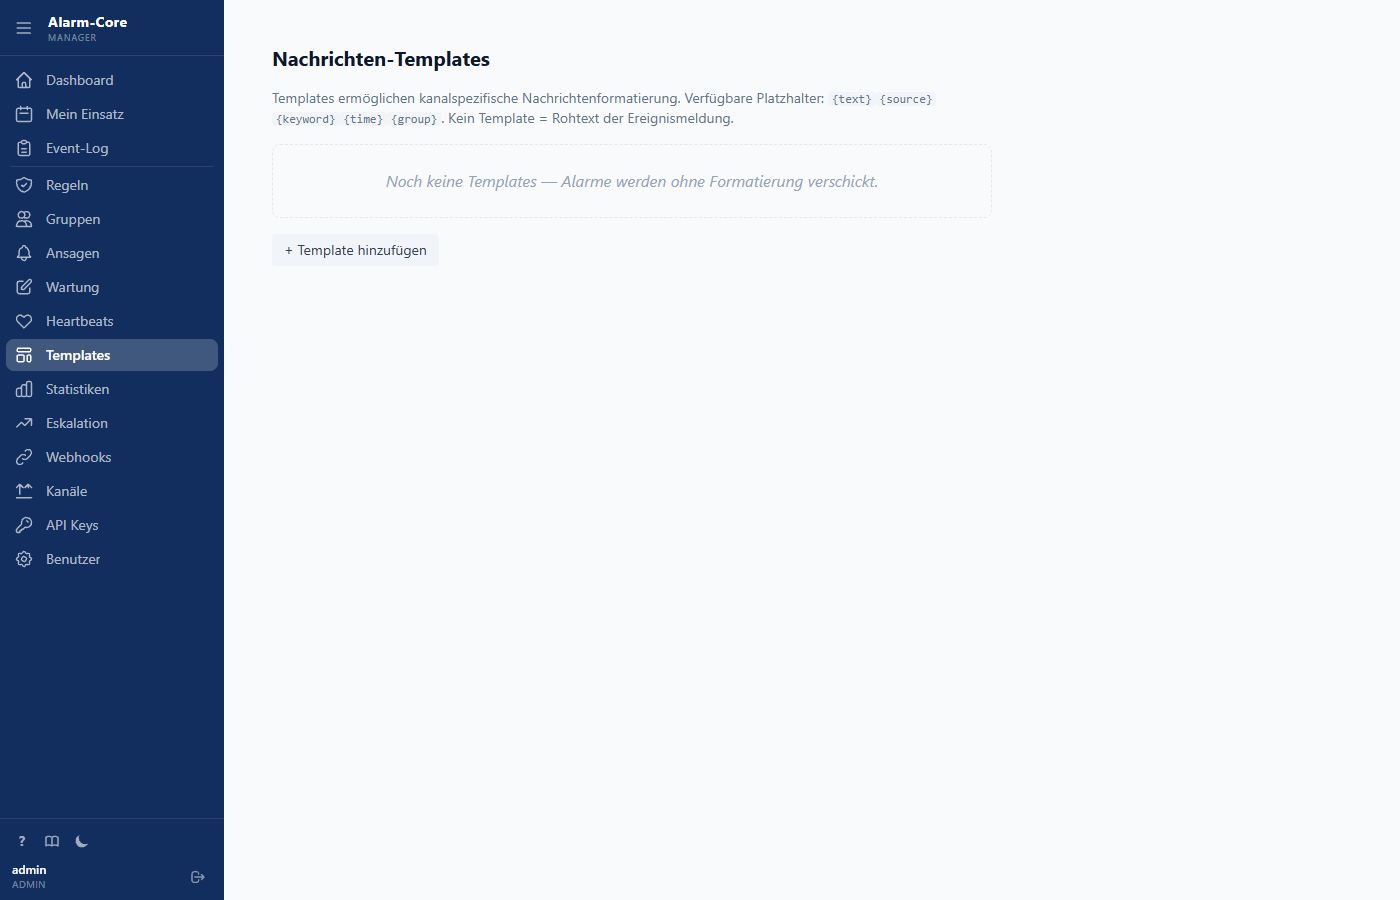 Alarm-Core
MANAGER
Dashboard
Mein Einsatz
Event-Log
Regeln
Gruppen
Ansagen
Wartung
Heartbeats
Templates
Statistiken
Eskalation
Webhooks
Kanäle
API Keys
Benutzer
?
admin
ADMIN
Nachrichten-Templates
Templates ermöglichen kanalspezifische Nachrichtenformatierung. Verfügbare Platzhalter: {text} {source}
{keyword} {time} {group} . Kein Template = Rohtext der Ereignismeldung.
Noch keine Templates — Alarme werden ohne Formatierung verschickt.
+ Template hinzufügen